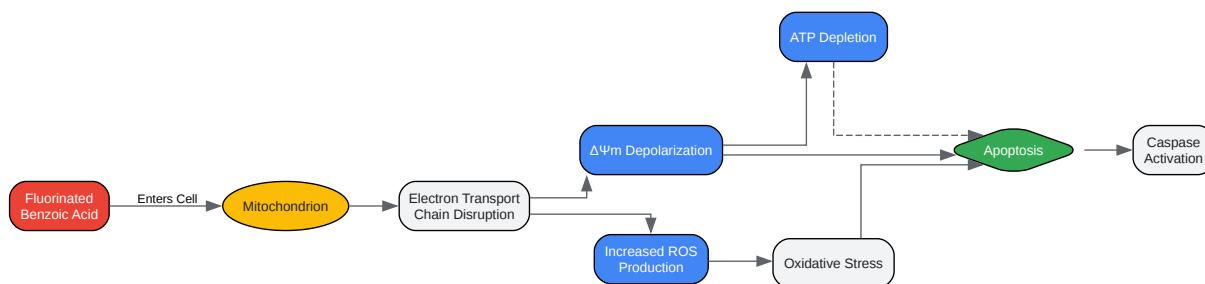 ATP Depletion
ΔΨm Depolarization
Apoptosis
Caspase
Activation
Fluorinated
Benzoic Acid
Enters Cell
Mitochondrion
Electron Transport
Chain Disruption
Increased ROS
Production
Oxidative Stress